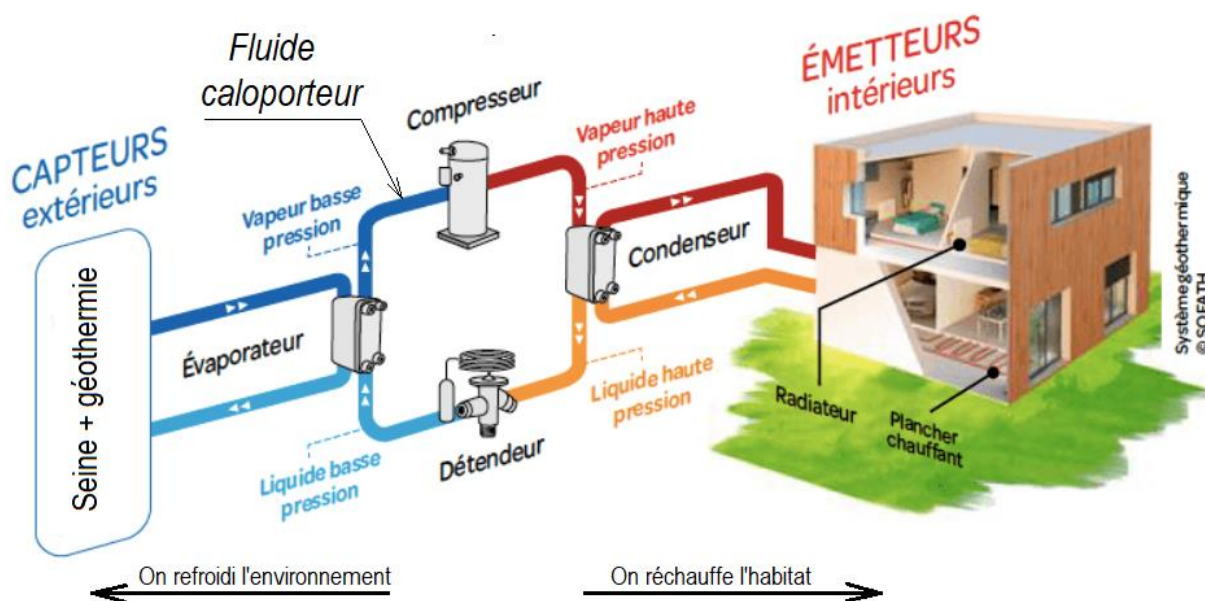 Fluide
caloporteur
Compresseur
ÉMETTEURS
intérieurs
CAPTEURS
extérieurs
Vapeur haute
pression
Vapeur basse
pression
Condenseur
Évaporateur
Seine + géothermie
Liquide haute
pression
Radiateur
Plancher
chauffant
Détendeur
Liquide basse
pression
Système géothermique
© SOFATH
On refroidi l'environnement
On réchauffe l'habitat